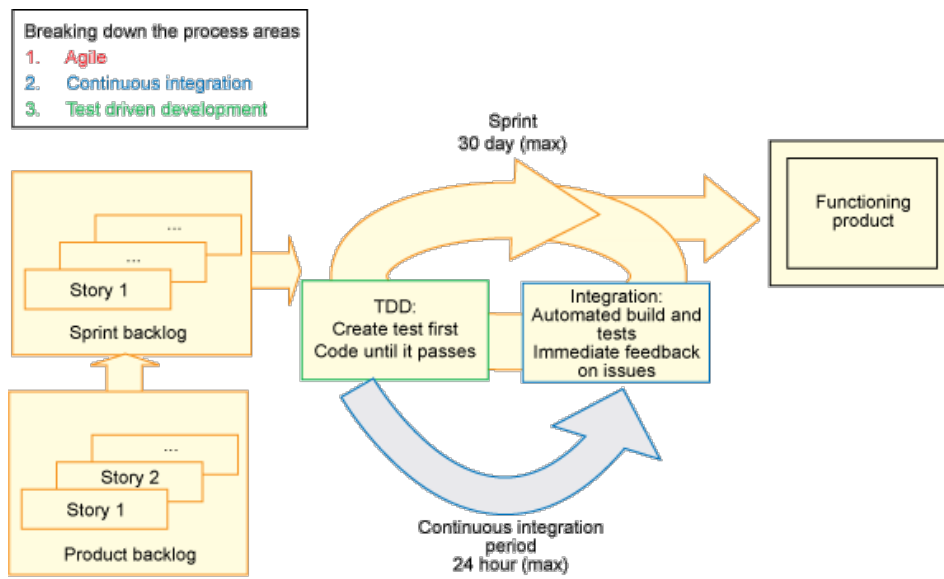 Breaking down the process areas
1. Agile
2. Continuous integration
3. Test driven development
Sprint
30 day (max)
...
...
Story 1
Sprint backlog
TDD:
Create test first
Code until it passes
Integration:
Automated build and
tests
Immediate feedback
on issues
Functioning
product
...
Story 2
Story 1
Product backlog
Continuous integration
period
24 hour (max)